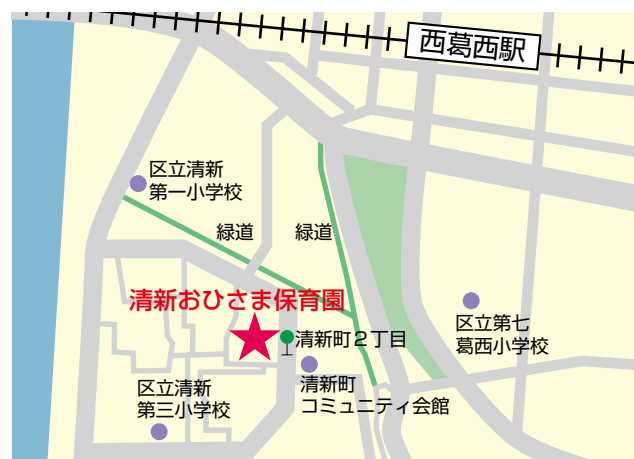 西葛西駅
区立清新
第一小学校
緑道
緑道
清新おひさま保育園
清新町2丁目
区立第七
葛西小学校
清新町
コミュニティ会館
区立清新
第三小学校